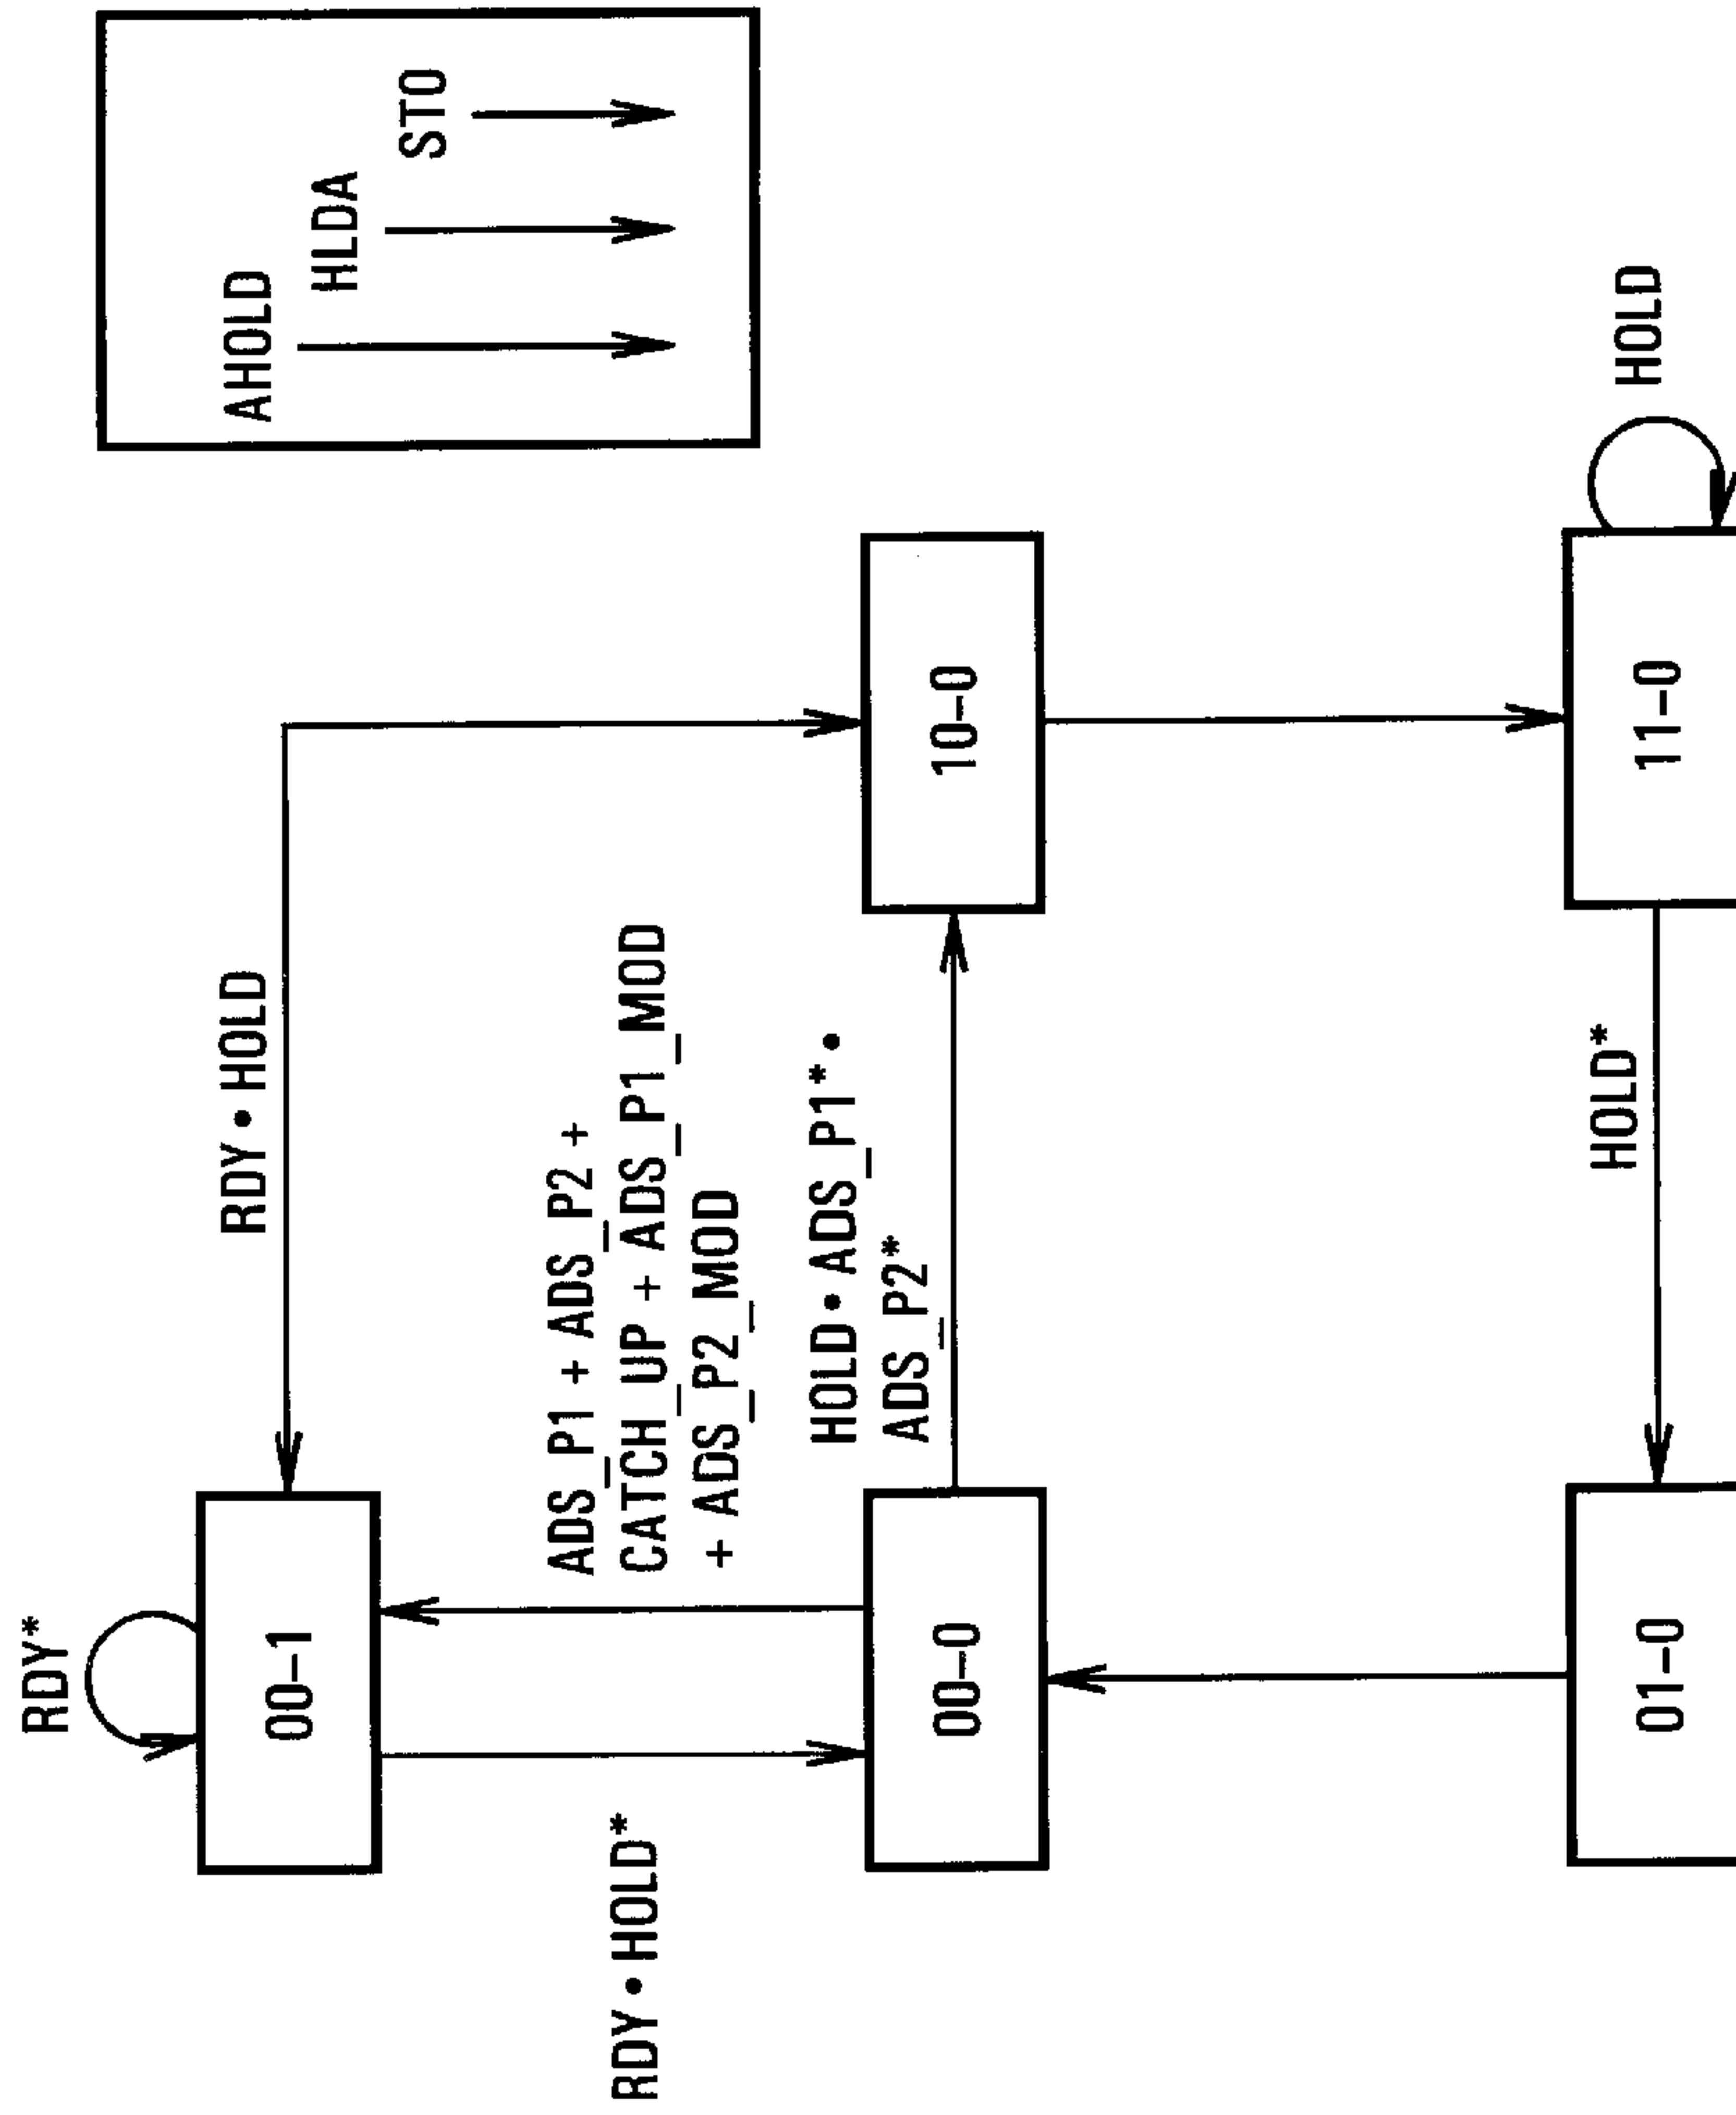 RDY*
00-1
RDY•HOLD
AHOLD
HLDA
STO
RDY•HOLD*
ADS_P1 + ADS_P2 +
CATCH_UP + ADS_P1_MOD
+ ADS_P2_MOD
HOLD•ADS_P1*•
ADS_P2*
00-0
10-0
HOLD*
HOLD
01-0
11-0